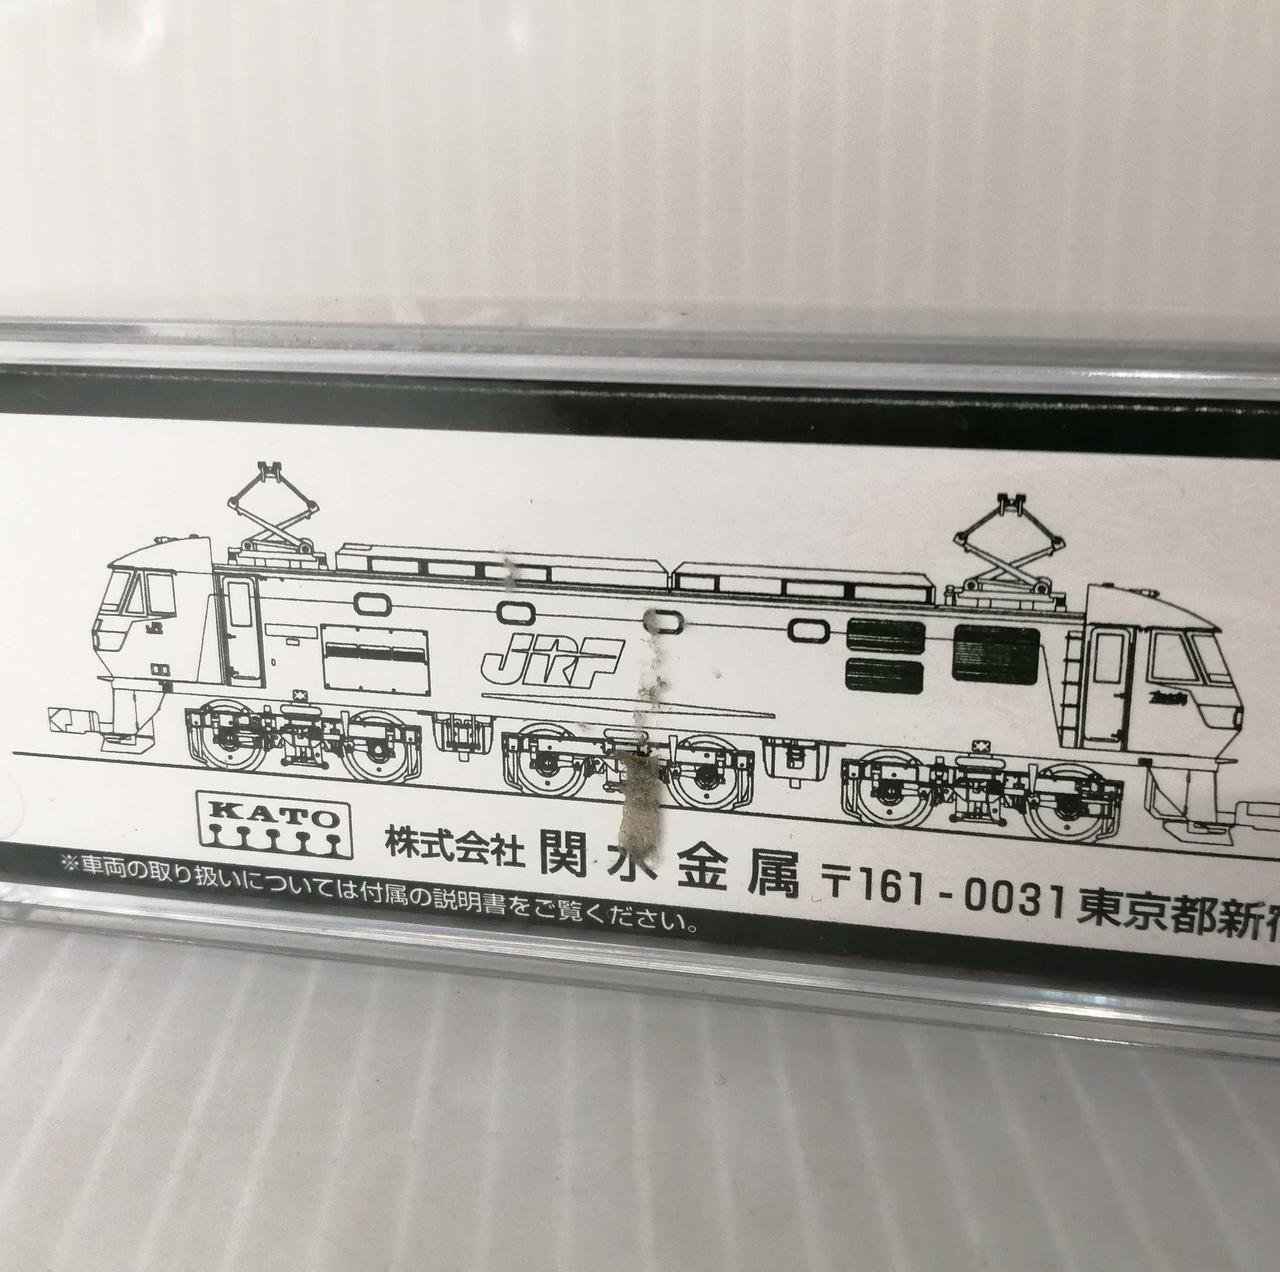 JRF
KATO
株式会社 関水金属 〒161-0031 東京都新宿
※車両の取り扱いについては付属の説明書をご覧ください。